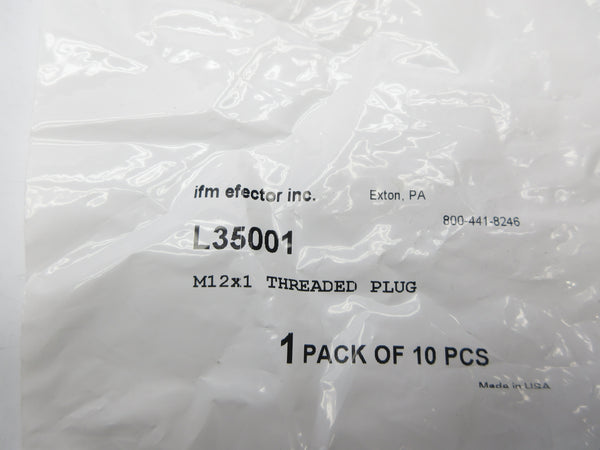 ifm efector inc. Exton, PA
800-441-8246
L35001
M12x1 THREADED PLUG
1 PACK OF 10 PCS
Made in USA